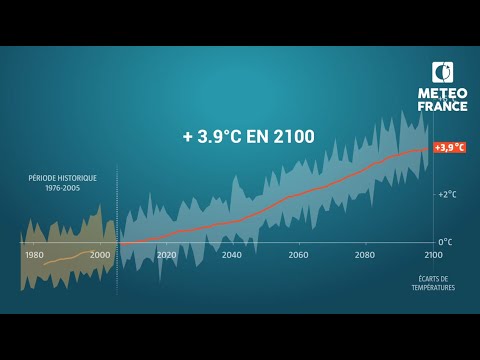 METEO
FRANCE
+ 3.9°C EN 2100
+3,9°C
PÉRIODE HISTORIQUE
1976-2005
+2°C
0°C
1980
2000
2020
2040
2060
2080
2100
ÉCARTS DE
TEMPÉRATURES